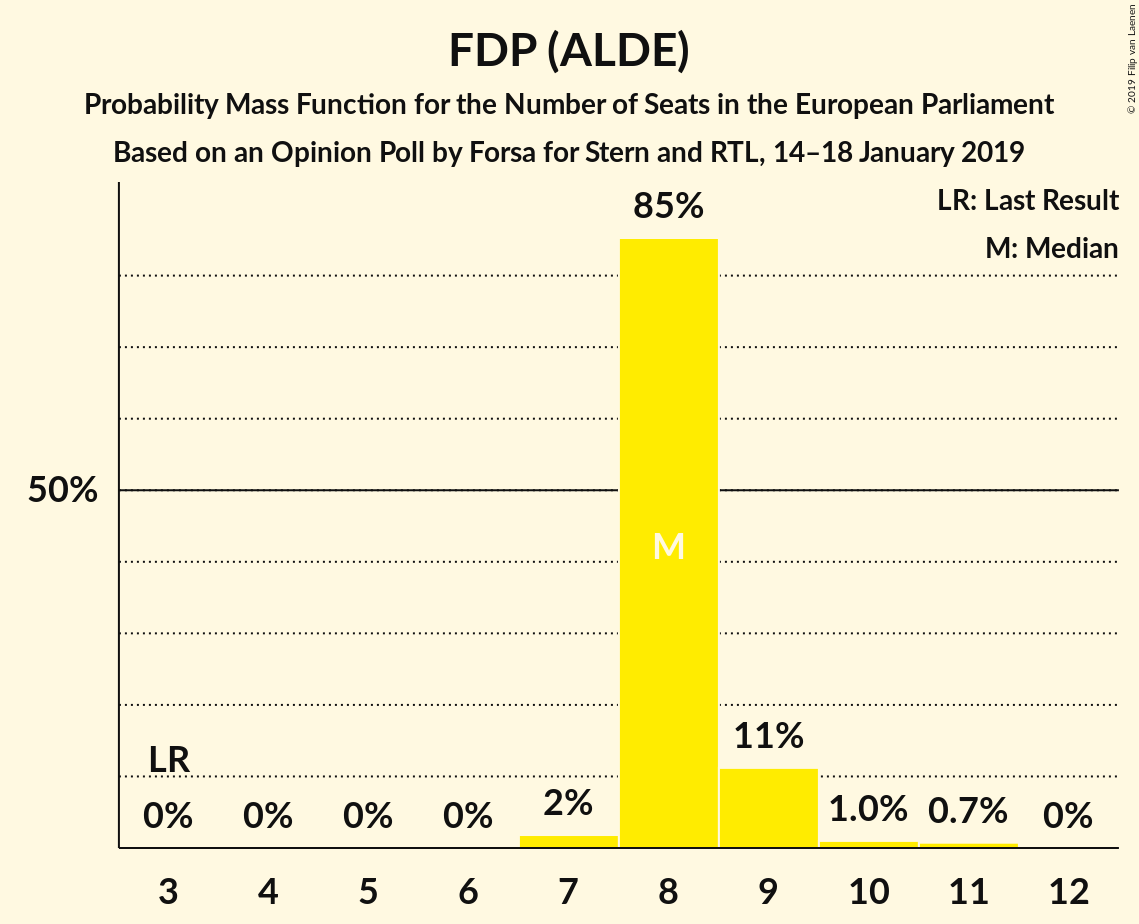 FDP (ALDE)
Probability Mass Function for the Number of Seats in the European Parliament
Based on an Opinion Poll by Forsa for Stern and RTL, 14–18 January 2019
© 2019 Filip van Laenen
LR: Last Result
M: Median
85%
50%
M
11%
LR
0% 0% 0% 0% 2% 1.0% 0.7% 0%
3 4 5 6 7 8 9 10 11 12